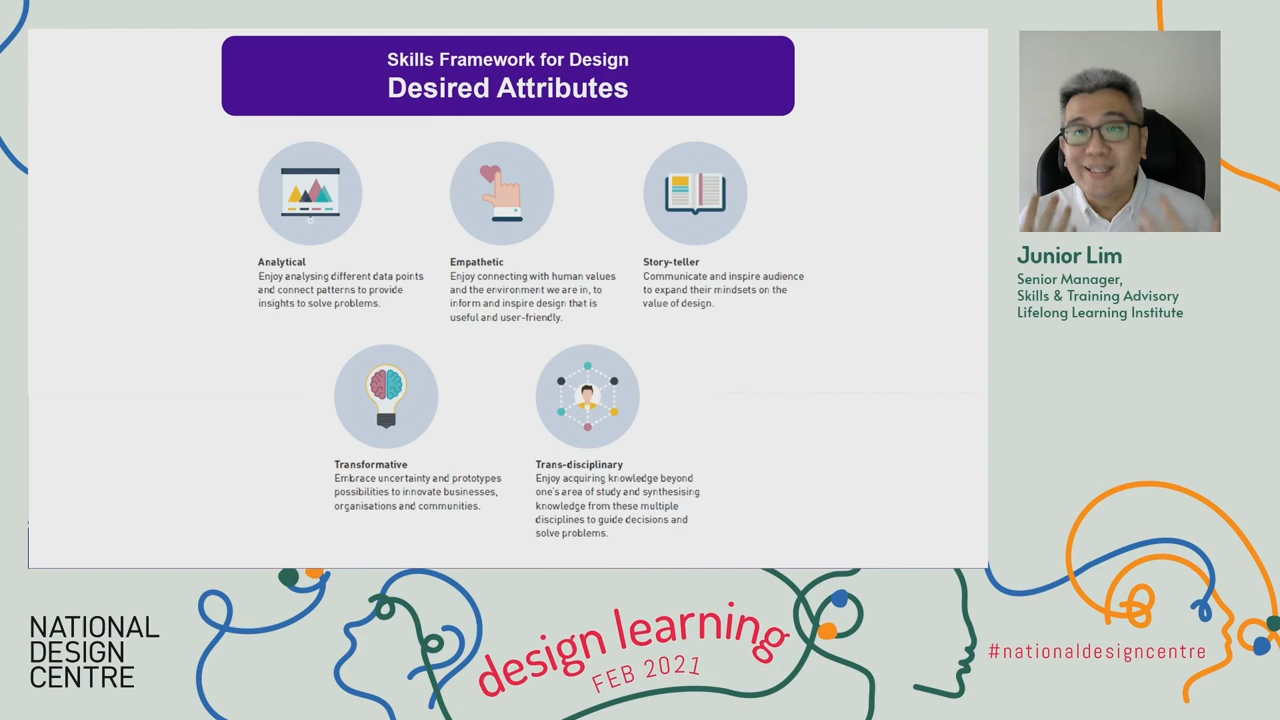 Skills Framework for Design
Desired Attributes
Analytical
Enjoy analysing different data points
and connect patterns to provide
insights to solve problems.
Empathetic
Enjoy connecting with human values
and the environment we are in, to
inform and inspire design that is
useful and user-friendly.
Story-teller
Communicate and inspire audience
to expand their mindsets on the
value of design.
Transformative
Embrace uncertainty and prototypes
possibilities to innovate businesses,
organisations and communities.
Trans-disciplinary
Enjoy acquiring knowledge beyond
one's area of study and synthesising
knowledge from these multiple
disciplines to guide decisions and
solve problems.
Junior Lim
Senior Manager,
Skills & Training Advisory
Lifelong Learning Institute
NATIONAL
DESIGN
CENTRE
design learning
FEB 2021
#nationaldesigncentre